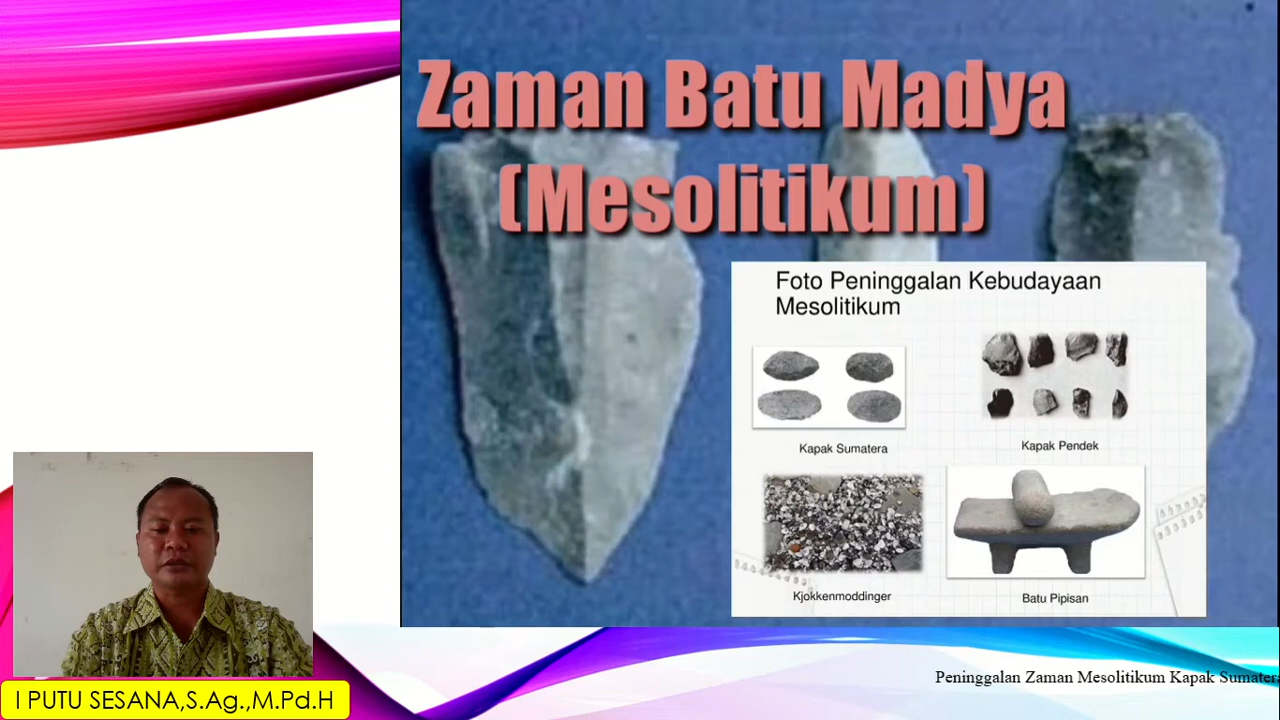 Zaman Batu Madya
(Mesolitikum)
Foto Peninggalan Kebudayaan
Mesolitikum
Kapak Sumatera
Kapak Pendek
Kjokkenmoddinger
Batu Pipisan
I PUTU SESANA,S.Ag.,M.Pd.H
Peninggalan Zaman Mesolitikum Kapak Sumatera